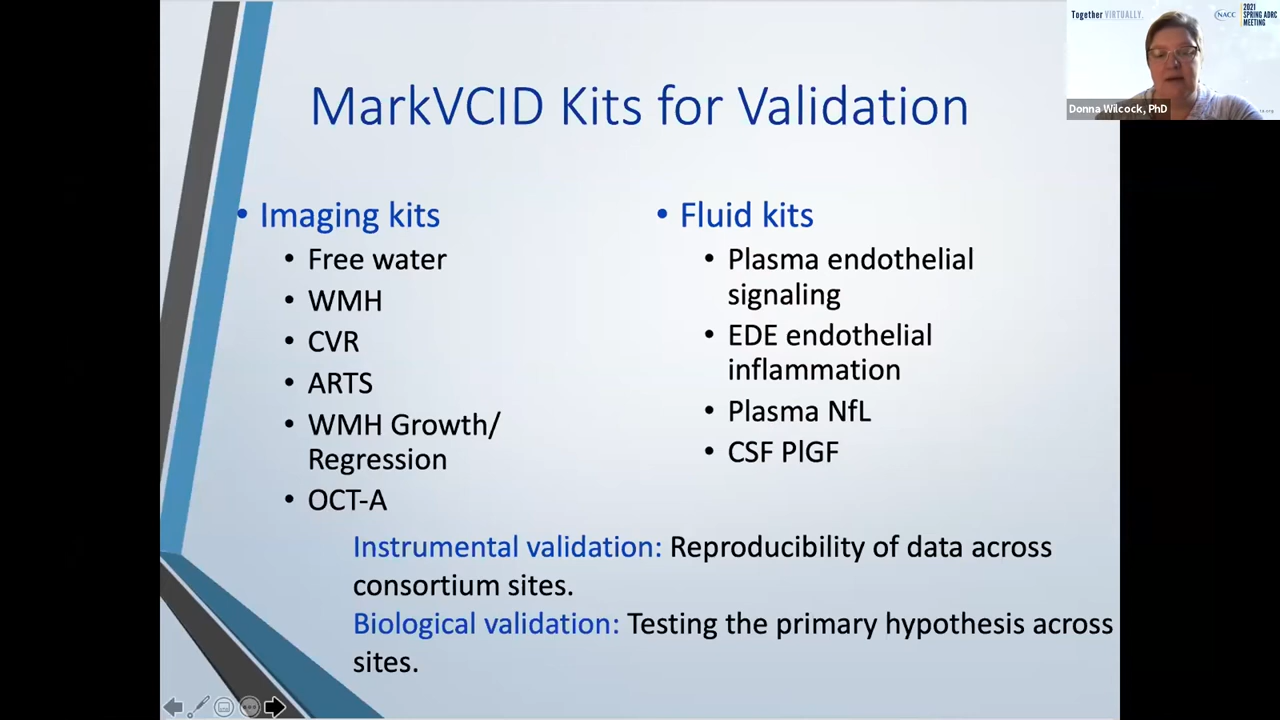 Together VIRTUALLY.
NACC
2021
SPRING ADRC
MEETING
Donna Wilcock, PhD
MarkVCID Kits for Validation
• Imaging kits
• Free water
• WMH
• CVR
• ARTS
• WMH Growth/
Regression
• OCT-A
• Fluid kits
• Plasma endothelial
signaling
• EDE endothelial
inflammation
• Plasma NfL
• CSF PlGF
Instrumental validation: Reproducibility of data across
consortium sites.
Biological validation: Testing the primary hypothesis across
sites.